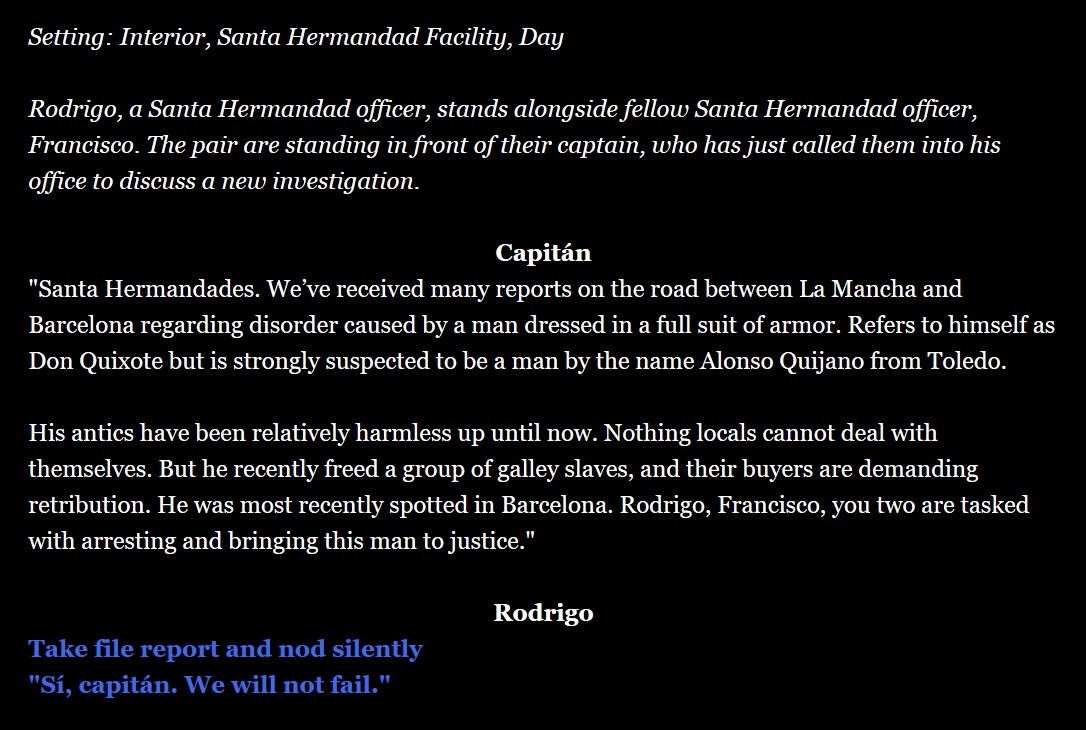 Setting: Interior, Santa Hermandad Facility, Day
Rodrigo, a Santa Hermandad officer, stands alongside fellow Santa Hermandad officer,
Francisco. The pair are standing in front of their captain, who has just called them into his
office to discuss a new investigation.
Capitán
"Santa Hermandades. We’ve received many reports on the road between La Mancha and
Barcelona regarding disorder caused by a man dressed in a full suit of armor. Refers to himself as
Don Quixote but is strongly suspected to be a man by the name Alonso Quijano from Toledo.
His antics have been relatively harmless up until now. Nothing locals cannot deal with
themselves. But he recently freed a group of galley slaves, and their buyers are demanding
retribution. He was most recently spotted in Barcelona. Rodrigo, Francisco, you two are tasked
with arresting and bringing this man to justice."
Rodrigo
Take file report and nod silently
"Sí, capitán. We will not fail."